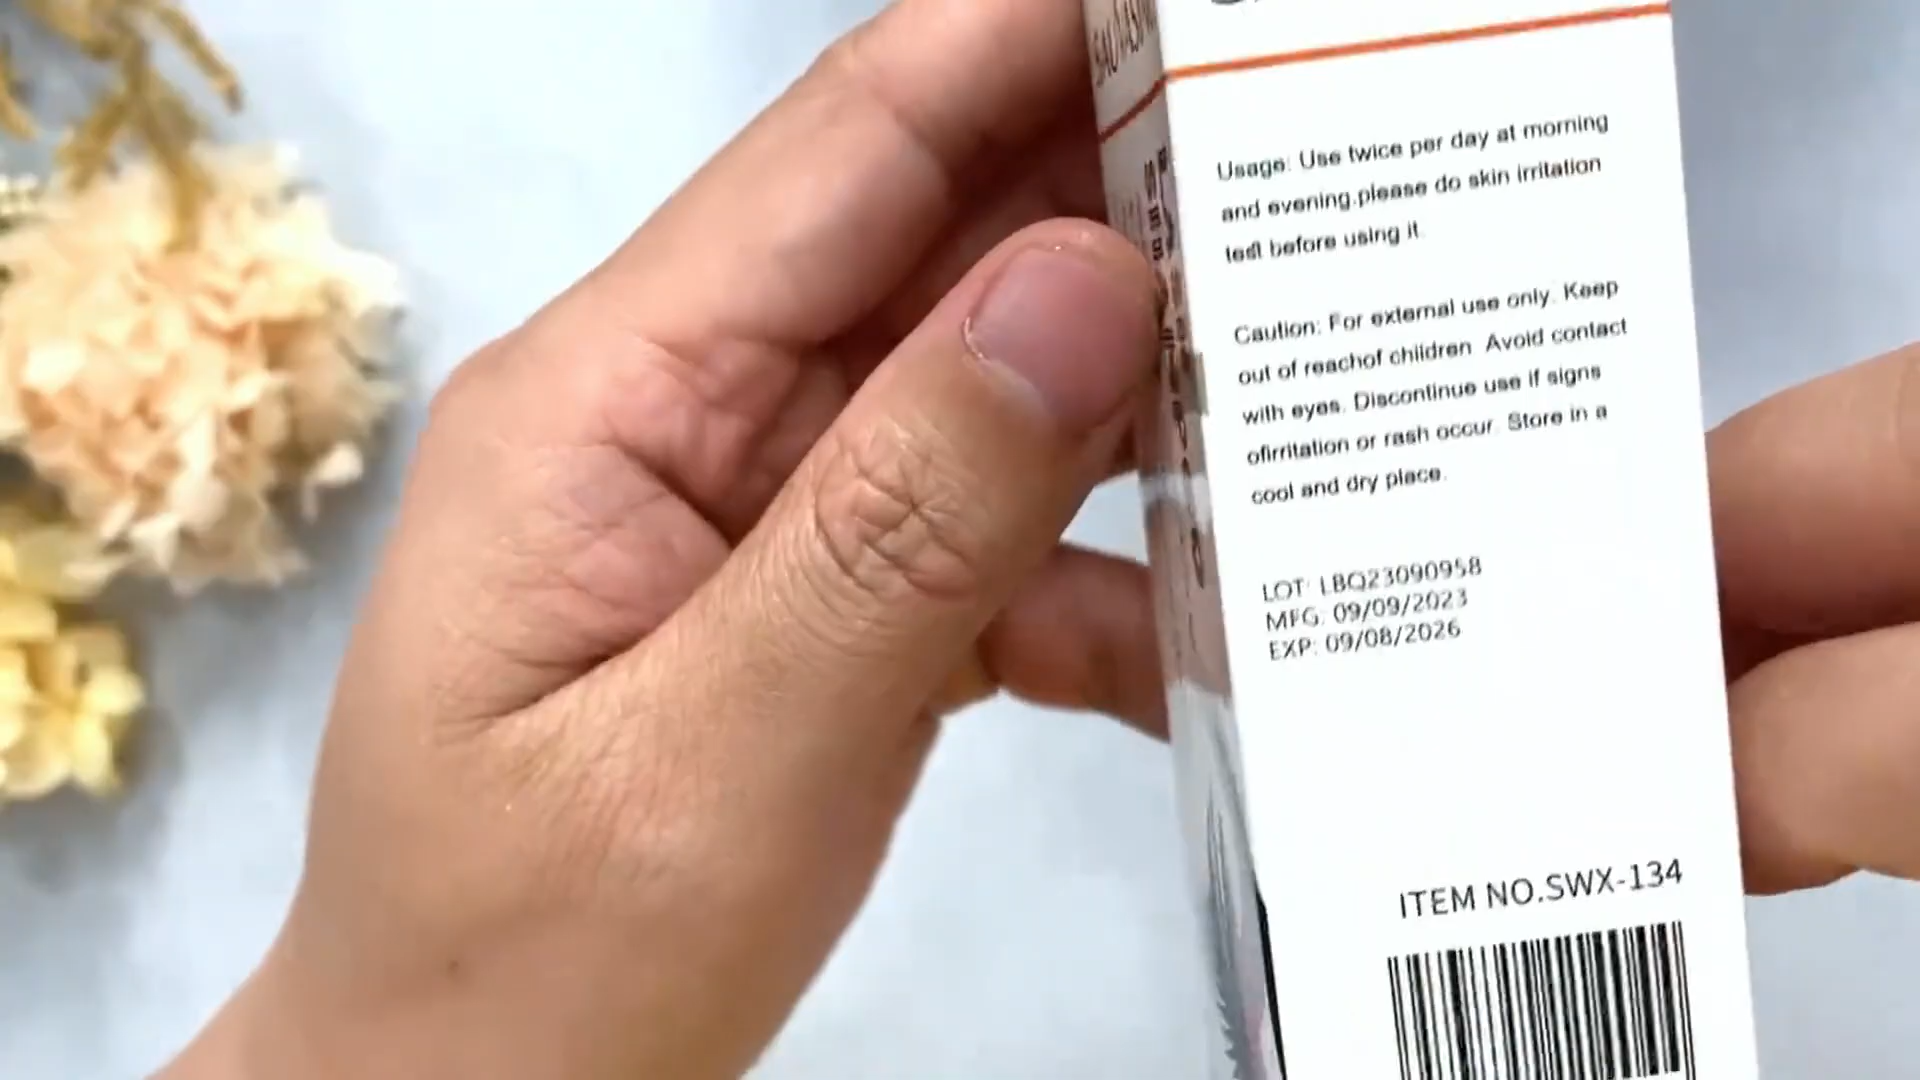 Usage: Use twice per day at morning
and evening.please do skin irritation
test before using it.
Caution: For external use only. Keep
out of reachof children. Avoid contact
with eyes. Discontinue use if signs
ofirritation or rash occur. Store in a
cool and dry place.
LOT: LBQ23090958
MFG: 09/09/2023
EXP: 09/08/2026
ITEM NO.SWX-134